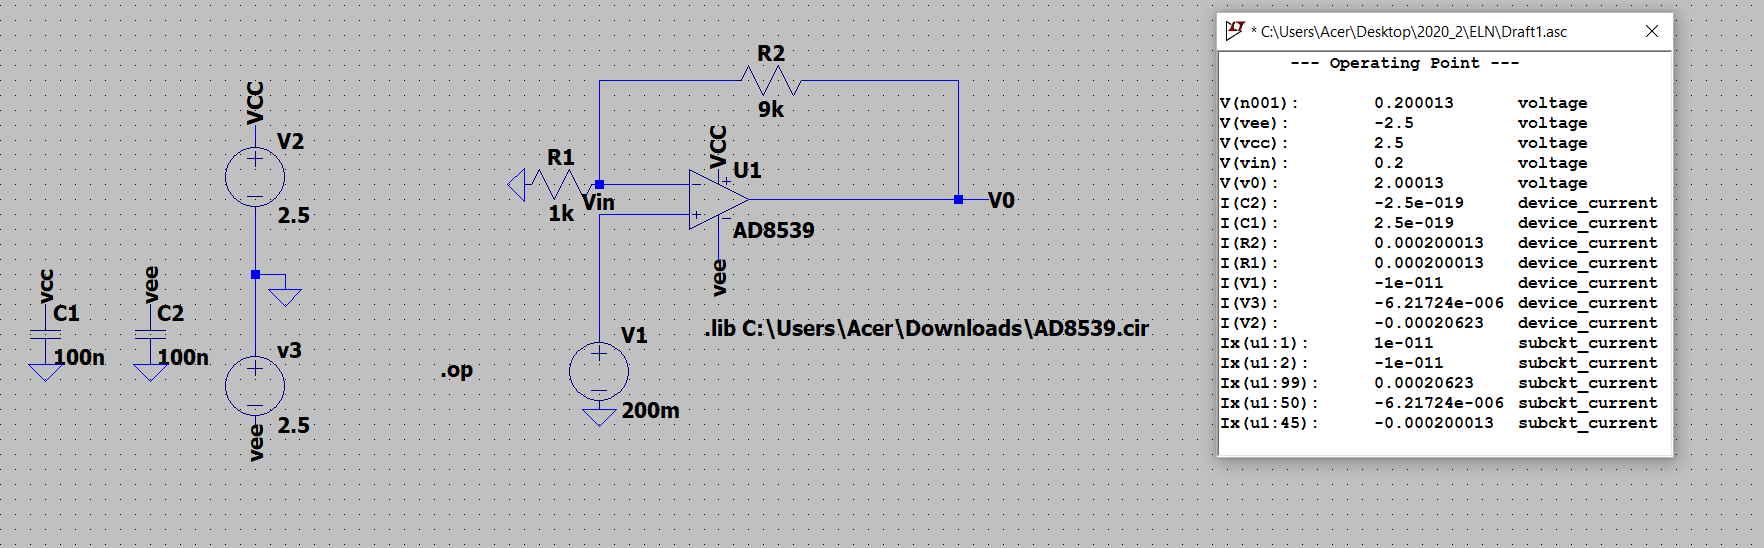 VCC
V2
2.5
vcc
C1
100n
vee
C2
100n
v3
2.5
vee
.op
R2
9k
R1
1k
Vin
VCC
U1
AD8539
vee
V0
V1
200m
.lib C:\Users\Acer\Downloads\AD8539.cir
* C:\Users\Acer\Desktop\2020_2\ELN\Draft1.asc
--- Operating Point ---
V(n001): 0.200013 voltage
V(vee): -2.5 voltage
V(vcc): 2.5 voltage
V(vin): 0.2 voltage
V(v0): 2.00013 voltage
I(C2): -2.5e-019 device_current
I(C1): 2.5e-019 device_current
I(R2): 0.000200013 device_current
I(R1): 0.000200013 device_current
I(V1): -1e-011 device_current
I(V3): -6.21724e-006 device_current
I(V2): -0.00020623 device_current
Ix(u1:1): 1e-011 subckt_current
Ix(u1:2): -1e-011 subckt_current
Ix(u1:99): 0.00020623 subckt_current
Ix(u1:50): -6.21724e-006 subckt_current
Ix(u1:45): -0.000200013 subckt_current